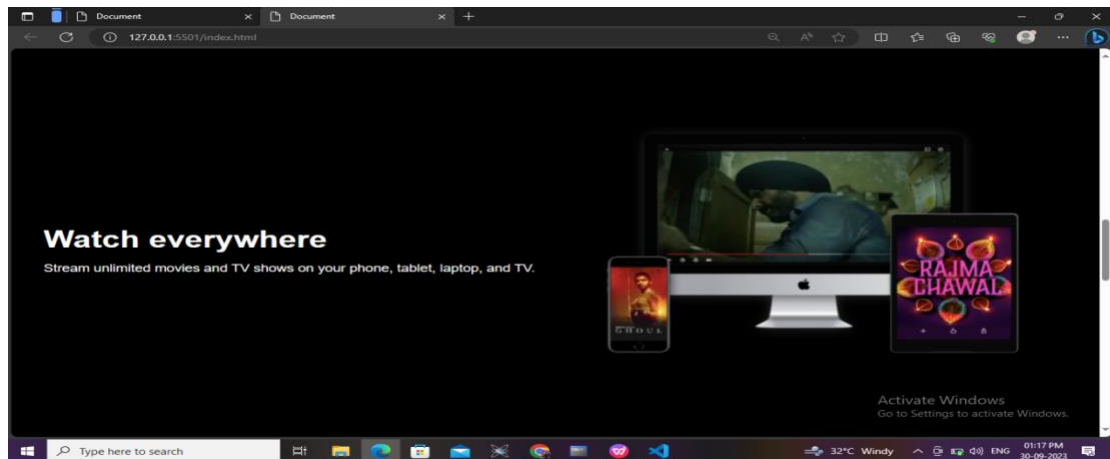 Document
Document
127.0.0.1:5501/index.html
Watch everywhere
Stream unlimited movies and TV shows on your phone, tablet, laptop, and TV.
GHOUL
RAJMA
CHAWAL
Activate Windows
Go to Settings to activate Windows.
Type here to search
32°C Windy
ENG
01:17 PM
30-09-2023